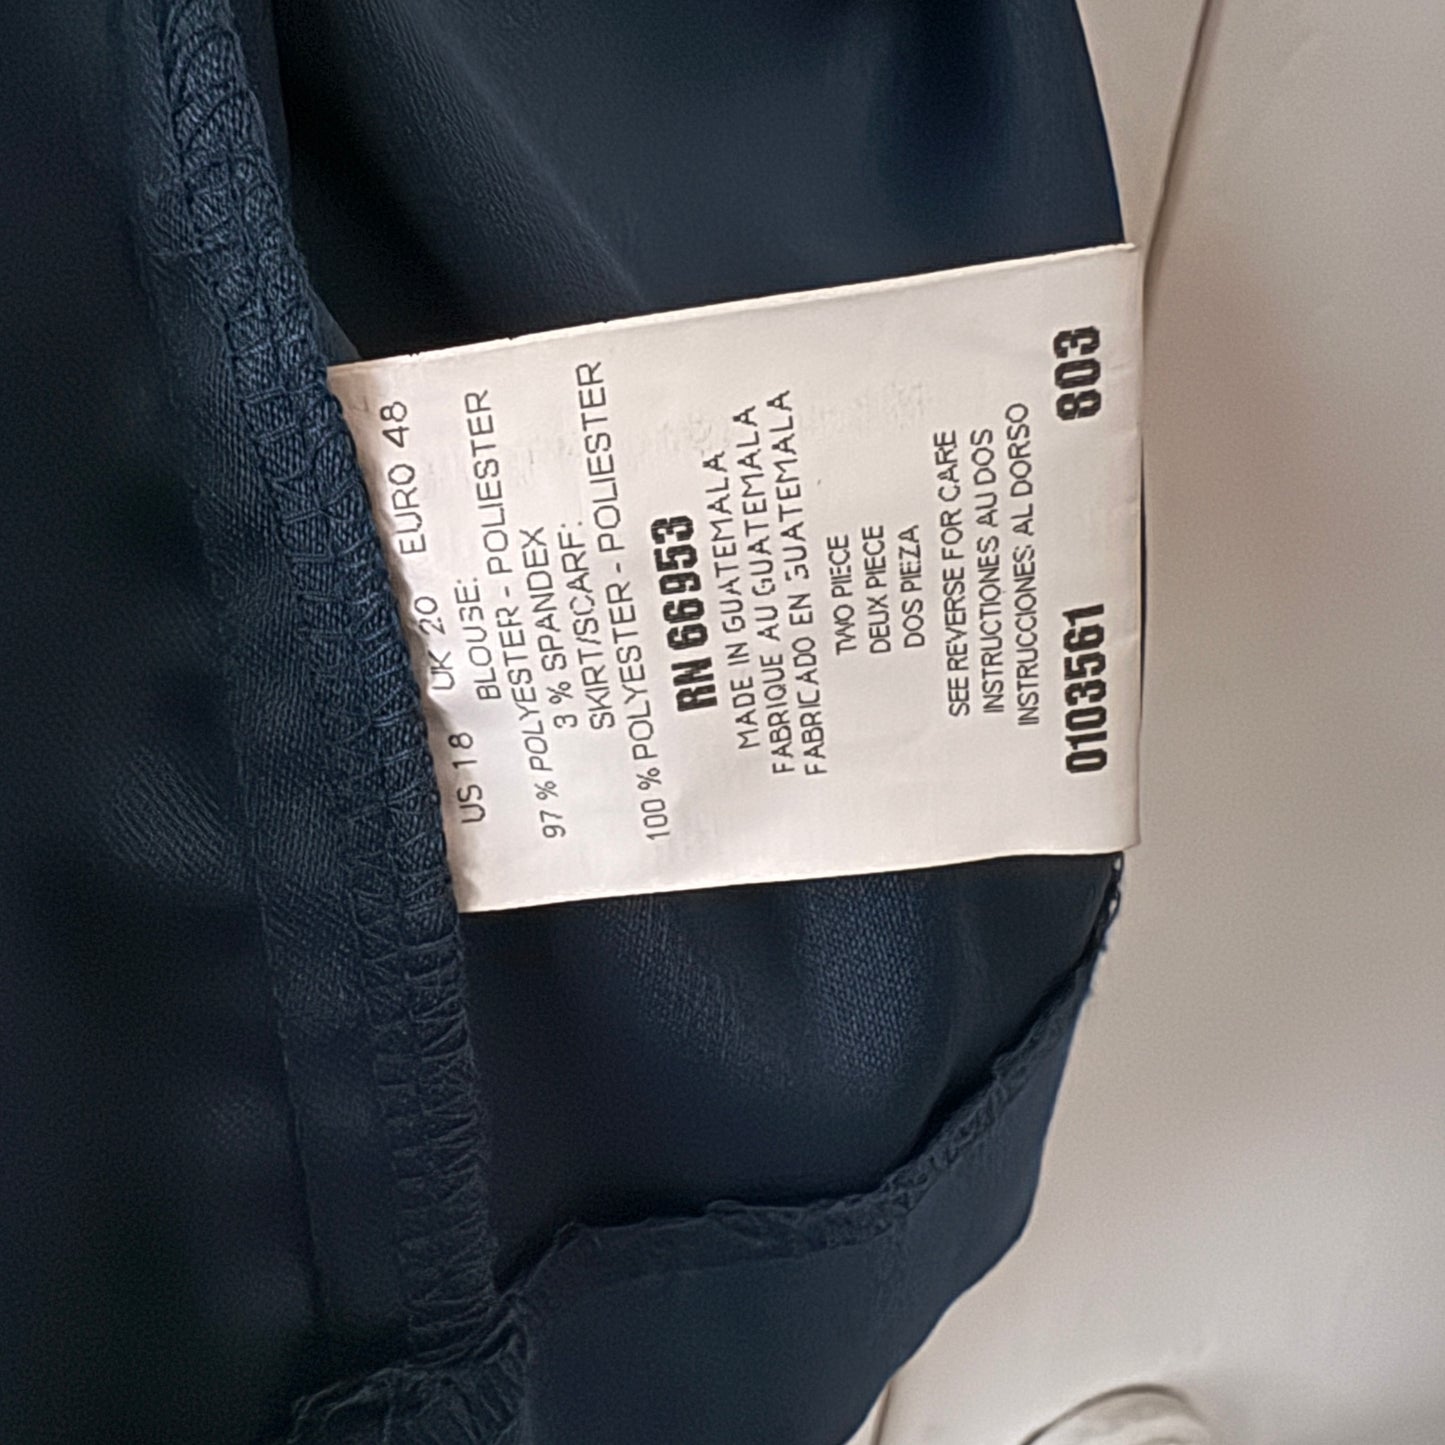 US 18 UK 20 EURO 48
BLOUSE:
97 % POLYESTER - POLIESTER
3 % SPANDEX
SKIRT/SCARF:
100 % POLYESTER - POLIESTER
RN 66953
MADE IN GUATEMALA
FABRIQUE AU GUATEMALA
FABRICADO EN GUATEMALA
TWO PIECE
DEUX PIECE
DOS PIEZA
SEE REVERSE FOR CARE
INSTRUCTIONES AU DOS
INSTRUCCIONES AL DORSO
0103561 803